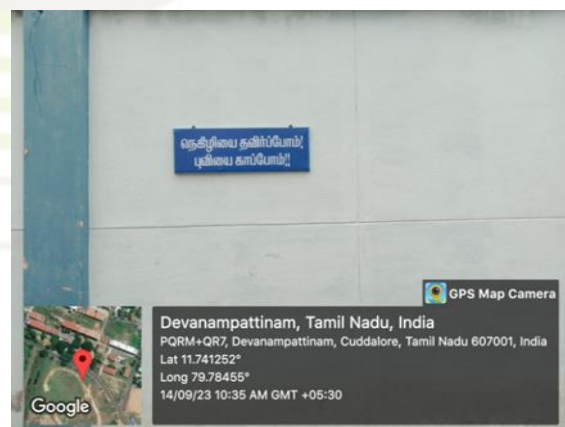 நெகிழியை தவிர்ப்போம்!
புவியை காப்போம்!!
GPS Map Camera
Devanampattinam, Tamil Nadu, India
PQRM+QR7, Devanampattinam, Cuddalore, Tamil Nadu 607001, India
Lat 11.741252°
Long 79.78455°
14/09/23 10:35 AM GMT +05:30
Google